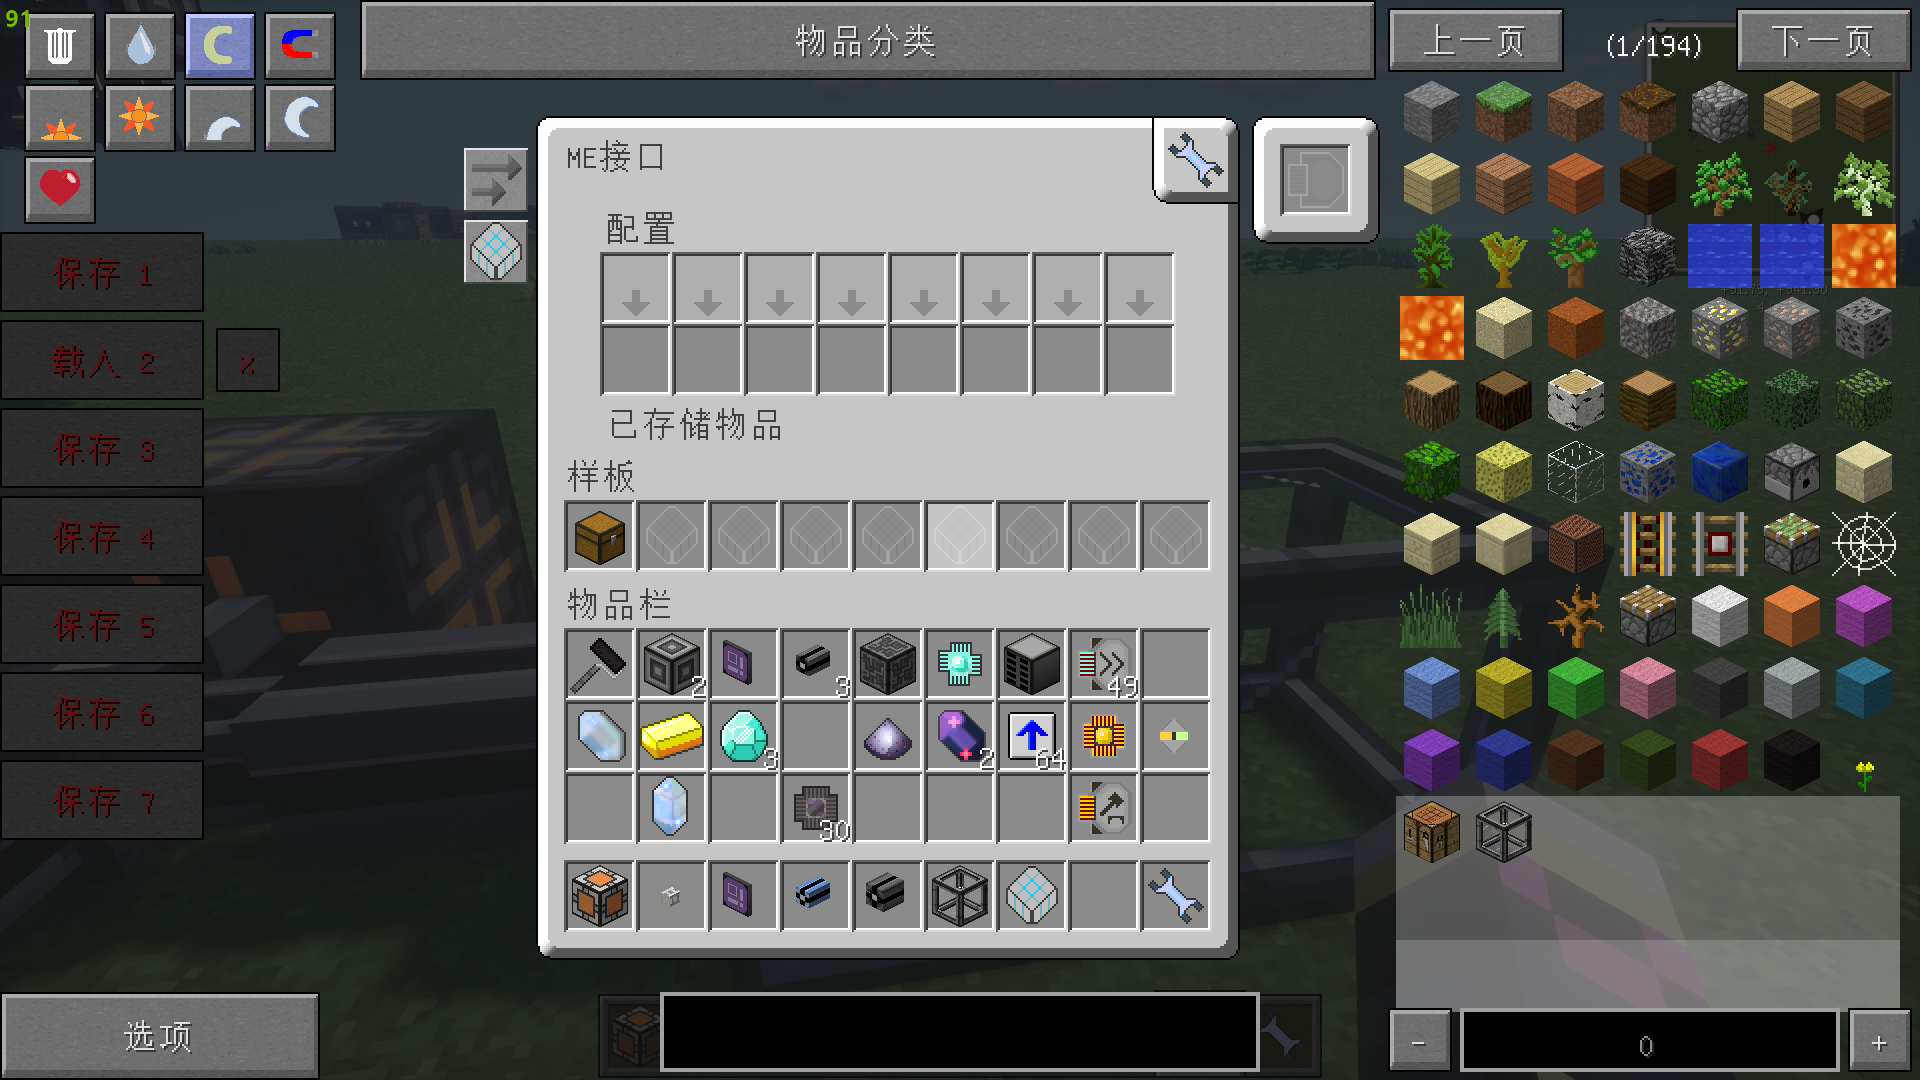 91
物品分类
上一页
(1/194)
下一页
ME接口
配置
保存 1
载入 2
x
保存 3
已存储物品
样板
保存 4
物品栏
保存 5
2
3
49
保存 6
3
2
64
保存 7
30
选项
-
0
+